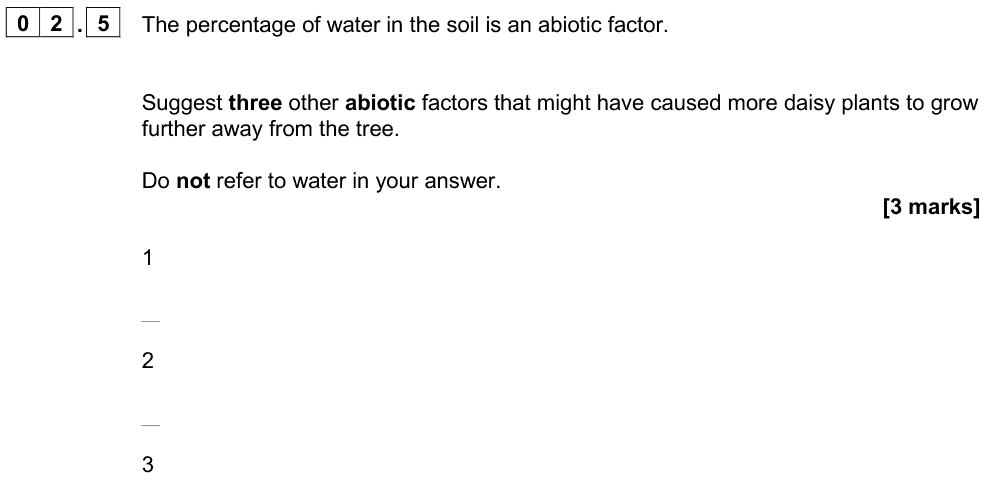 0 2 . 5 The percentage of water in the soil is an abiotic factor.
Suggest three other abiotic factors that might have caused more daisy plants to grow
further away from the tree.
Do not refer to water in your answer.
[3 marks]
1
2
3